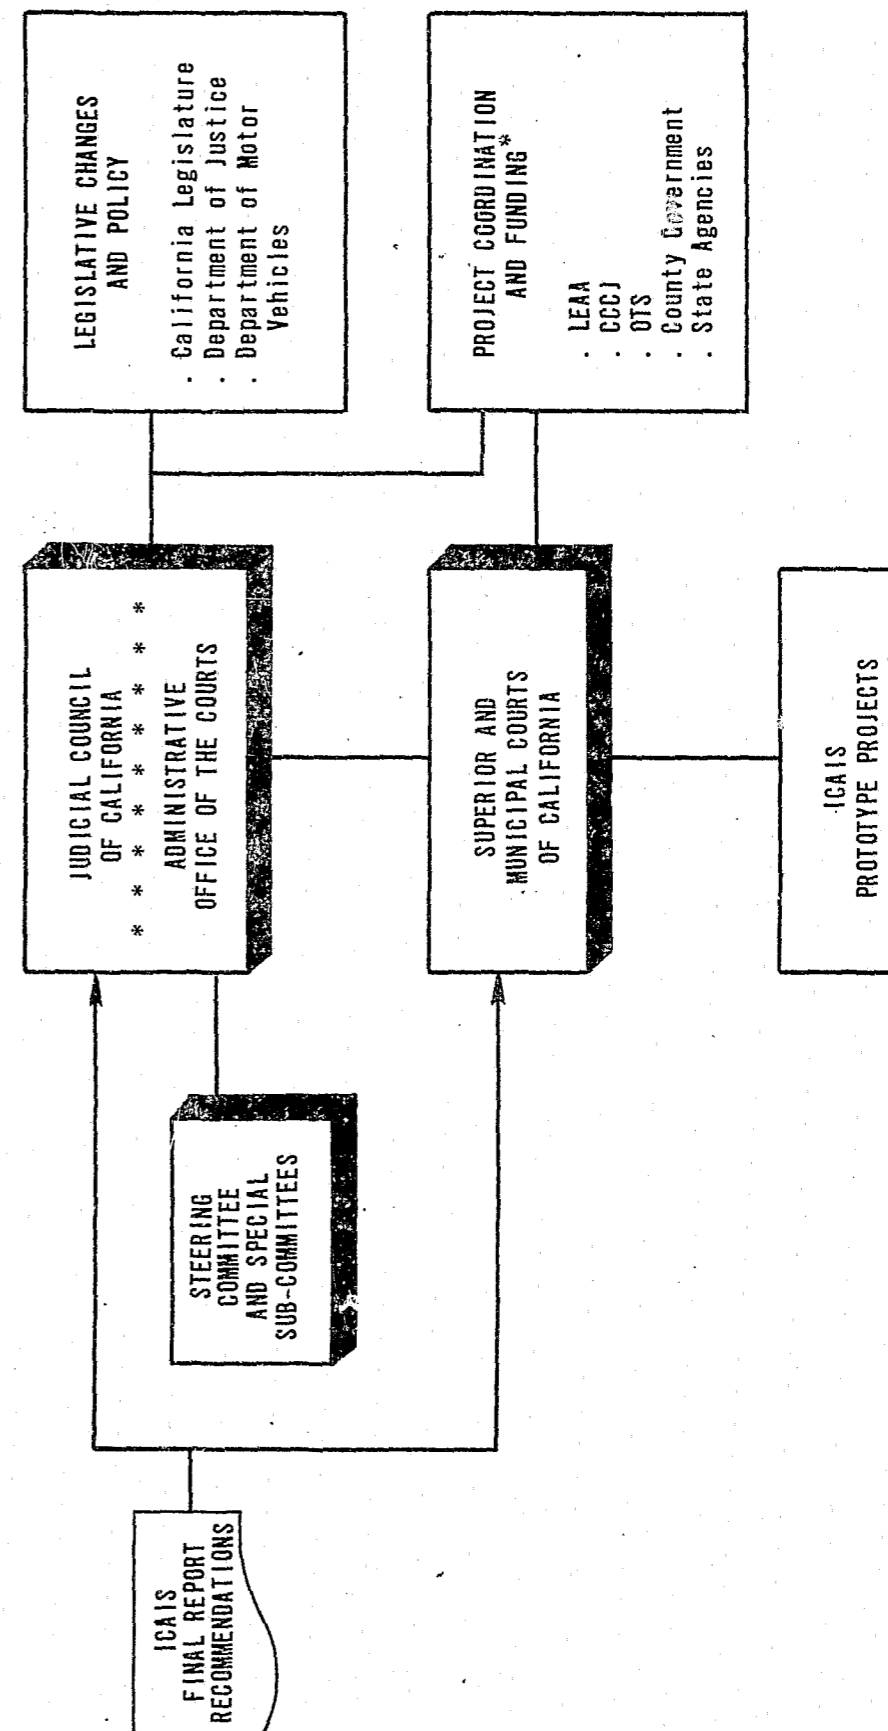 ICAIS
FINAL REPORT
RECOMMENDATIONS
STEERING
COMMITTEE
AND SPECIAL
SUB-COMMITTEES
JUDICIAL COUNCIL
OF CALIFORNIA
* * * * * * * * *
ADMINISTRATIVE
OFFICE OF THE COURTS
LEGISLATIVE CHANGES
AND POLICY
. California Legislature
. Department of Justice
. Department of Motor
Vehicles
SUPERIOR AND
MUNICIPAL COURTS
OF CALIFORNIA
PROJECT COORDINATION
AND FUNDING*
. LEAA
. CCCJ
. OTS
. County Government
. State Agencies
ICAIS
PROTOTYPE PROJECTS